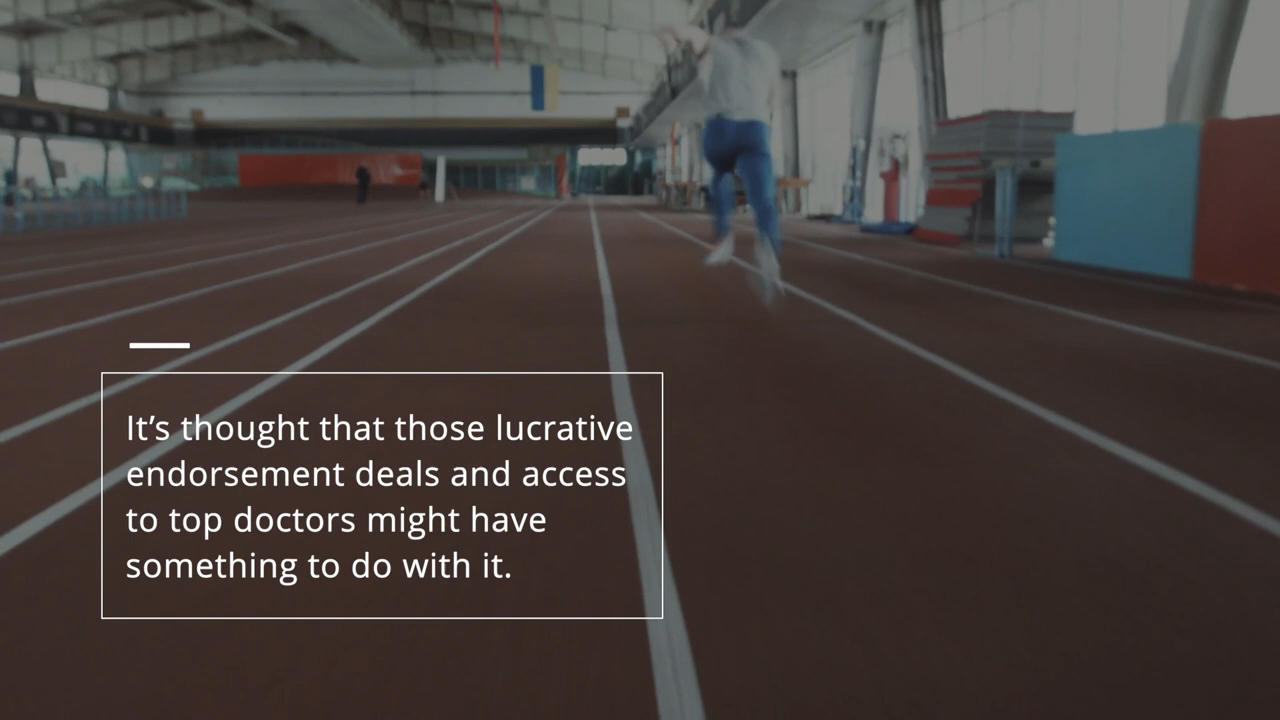 It’s thought that those lucrative
endorsement deals and access
to top doctors might have
something to do with it.